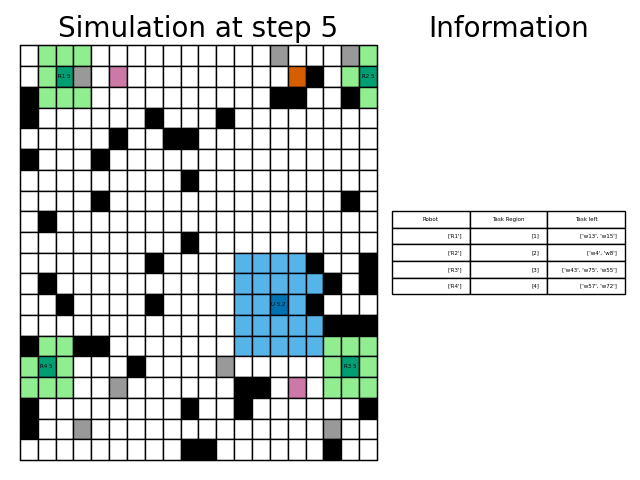 Simulation at step 5
Information
R1 5
R2 5
U 5.2
R4 5
R3 5
Robot Task Region Task left
['R1'] [1] ['w13', 'w15']
['R2'] [2] ['w4', 'w8']
['R3'] [3] ['w43', 'w75', 'w55']
['R4'] [4] ['w57', 'w72']